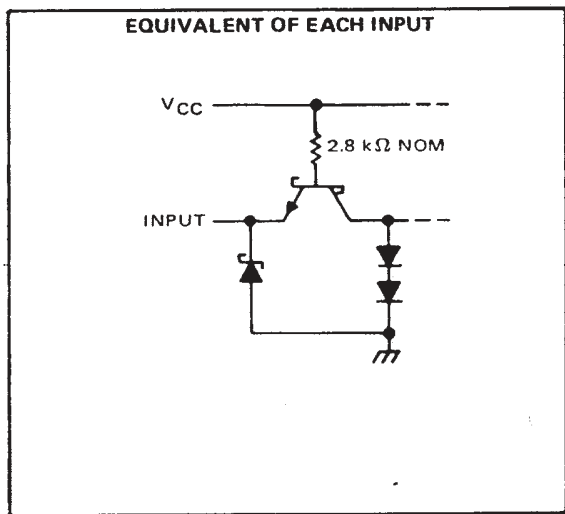 EQUIVALENT OF EACH INPUT
VCC
2.8 kΩ NOM
INPUT